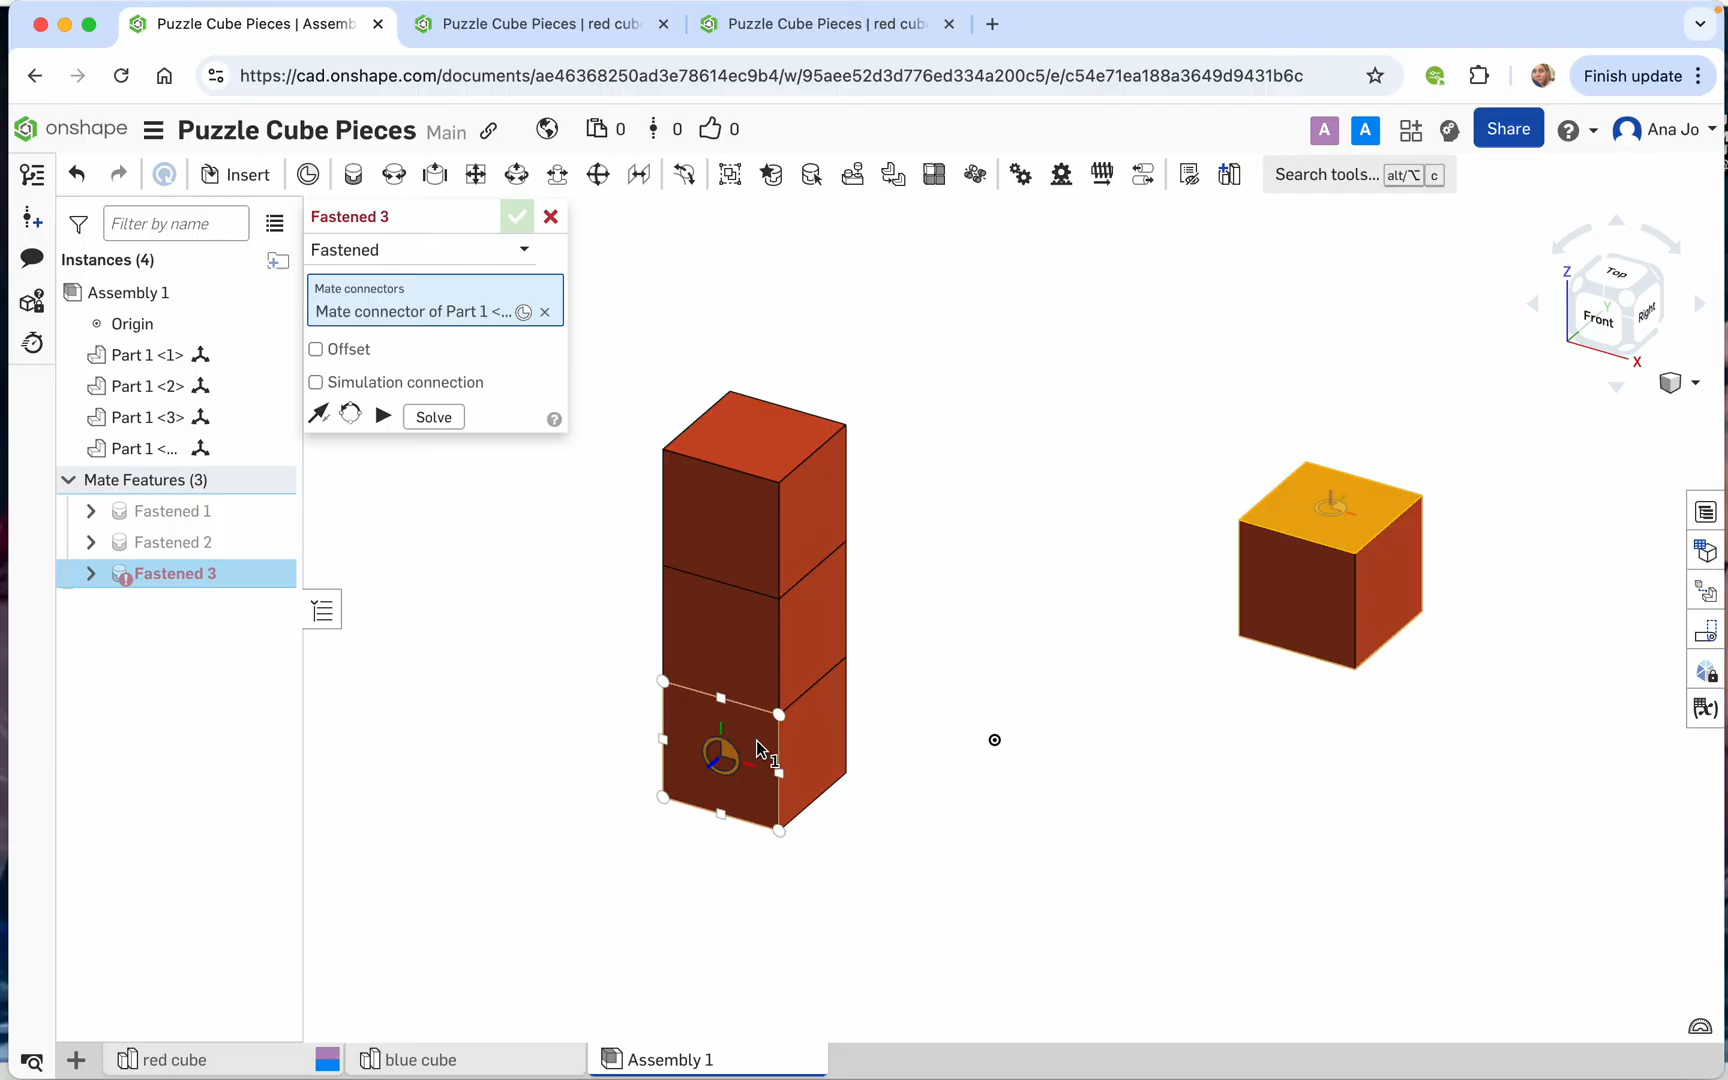 Puzzle Cube Pieces | Assemb
Puzzle Cube Pieces | red cub
Puzzle Cube Pieces | red cub
https://cad.onshape.com/documents/ae46368250ad3e78614ec9b4/w/95aee52d3d776ed334a200c5/e/c54e71ea188a3649d9431b6c
Finish update
onshape
Puzzle Cube Pieces Main
0
0
0
A
A
Share
Ana Jo
Insert
Search tools... alt/⌥ c
Filter by name
Instances (4)
Assembly 1
Origin
Part 1 <1>
Part 1 <2>
Part 1 <3>
Part 1 <...
Mate Features (3)
Fastened 1
Fastened 2
Fastened 3
Fastened 3
Fastened
Mate connectors
Mate connector of Part 1 <...
Offset
Simulation connection
Solve
1
Top
Z
Y
Front
Right
X
(x)
red cube
blue cube
Assembly 1